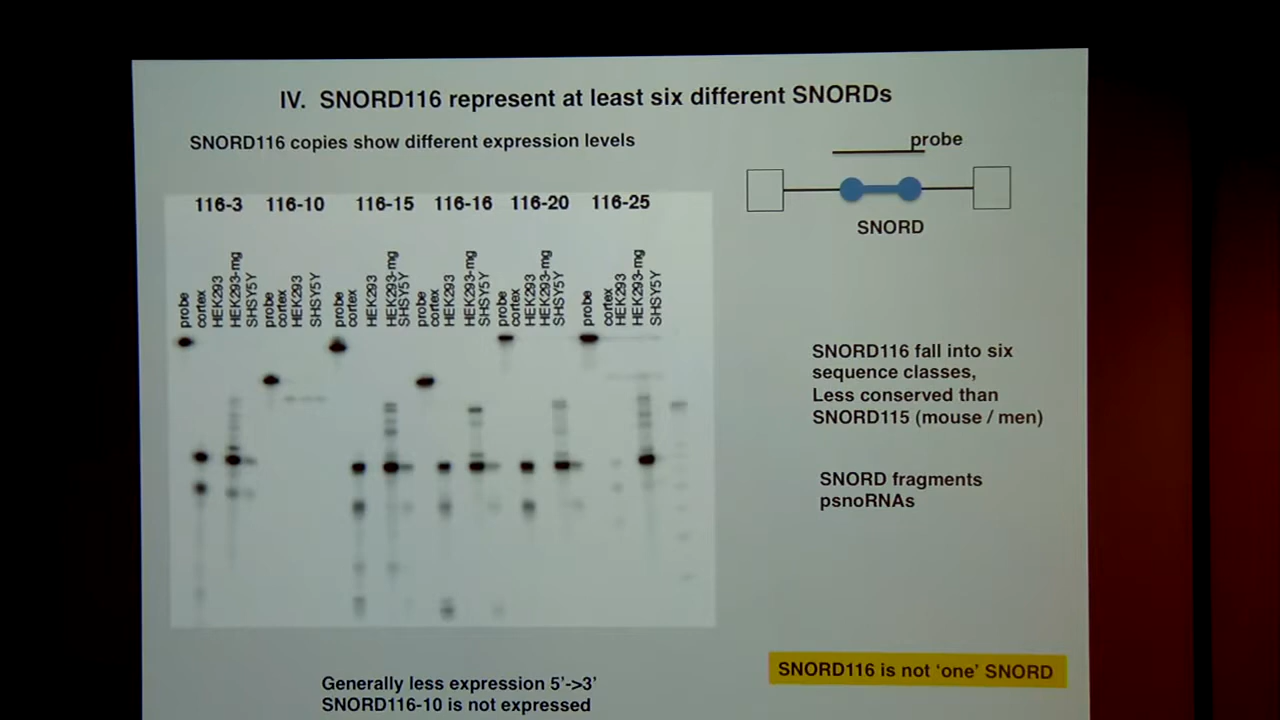 IV. SNORD116 represent at least six different SNORDs
SNORD116 copies show different expression levels
probe
SNORD
116-3 116-10 116-15 116-16 116-20 116-25
probe cortex HEK293 HEK293-mg SHSY5Y probe cortex HEK293 SHSY5Y probe cortex HEK293 HEK293-mg SHSY5Y probe cortex HEK293 HEK293-mg SHSY5Y probe cortex HEK293 HEK293-mg SHSY5Y probe cortex HEK293 HEK293-mg SHSY5Y
SNORD116 fall into six
sequence classes,
Less conserved than
SNORD115 (mouse / men)
SNORD fragments
psnoRNAs
Generally less expression 5'->3'
SNORD116-10 is not expressed
SNORD116 is not 'one' SNORD